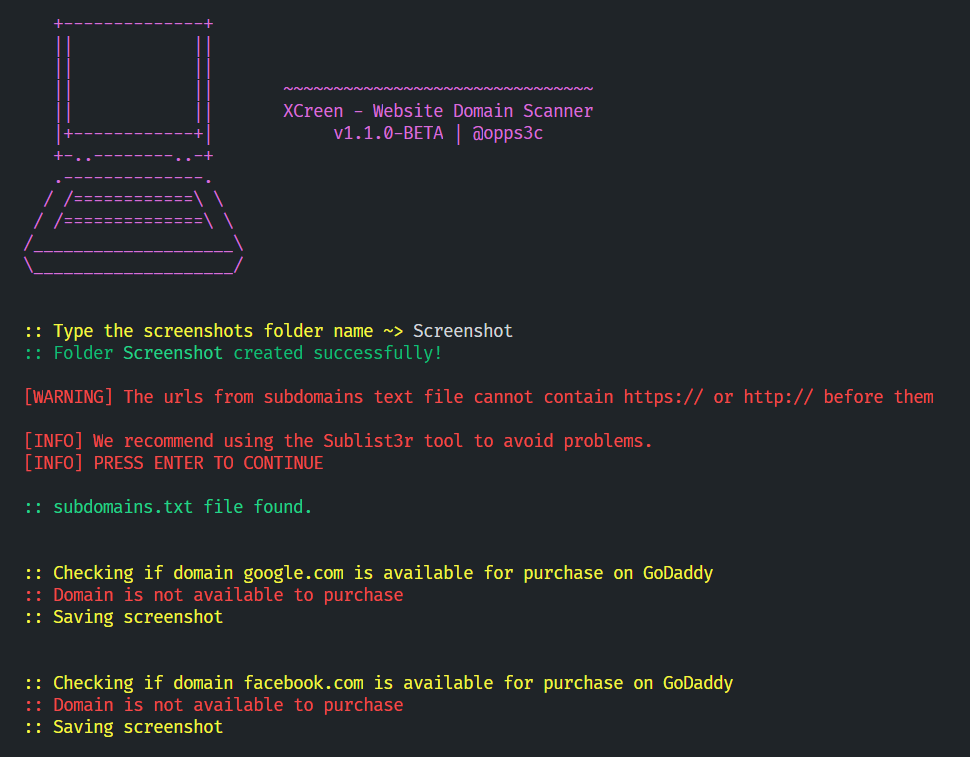 ~~~~~~~~~~~~~~~~~~~~~~~~~~~~~~~
XCreen - Website Domain Scanner
v1.1.0-BETA | @opps3c
:: Type the screenshots folder name ~> Screenshot
:: Folder Screenshot created successfully!
[WARNING] The urls from subdomains text file cannot contain https:// or http:// before them
[INFO] We recommend using the Sublist3r tool to avoid problems.
[INFO] PRESS ENTER TO CONTINUE
:: subdomains.txt file found.
:: Checking if domain google.com is available for purchase on GoDaddy
:: Domain is not available to purchase
:: Saving screenshot
:: Checking if domain facebook.com is available for purchase on GoDaddy
:: Domain is not available to purchase
:: Saving screenshot